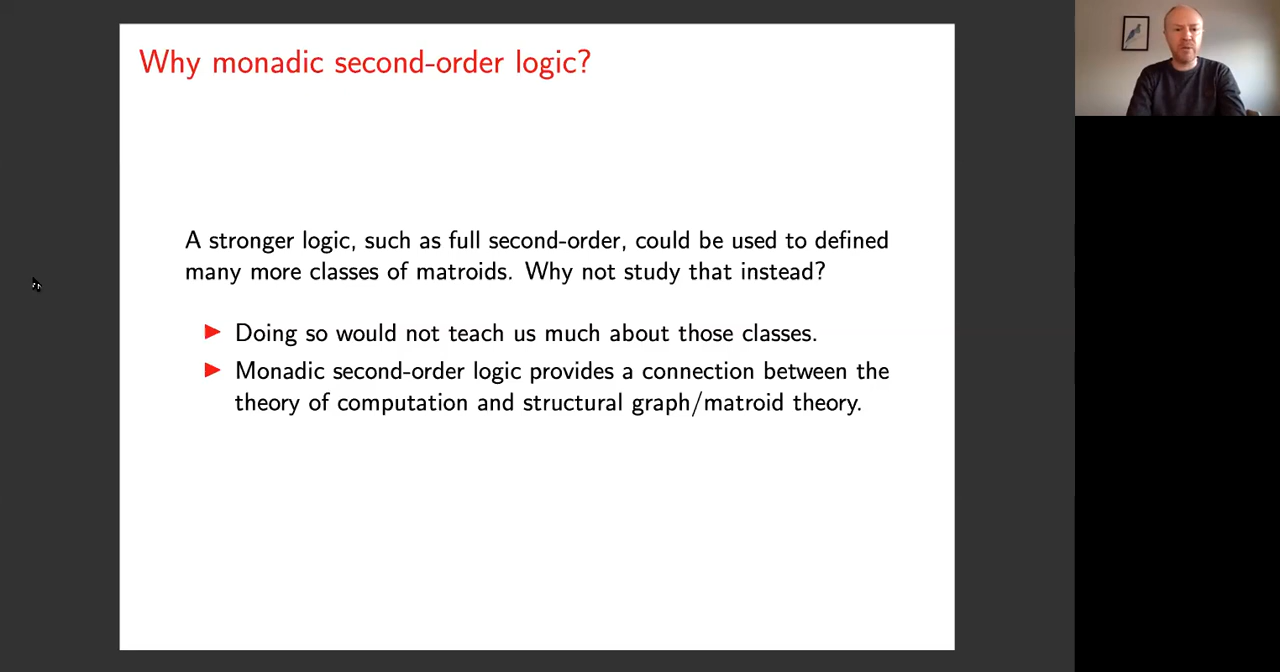 Why monadic second-order logic?
A stronger logic, such as full second-order, could be used to defined
many more classes of matroids. Why not study that instead?
Doing so would not teach us much about those classes.
Monadic second-order logic provides a connection between the
theory of computation and structural graph/matroid theory.